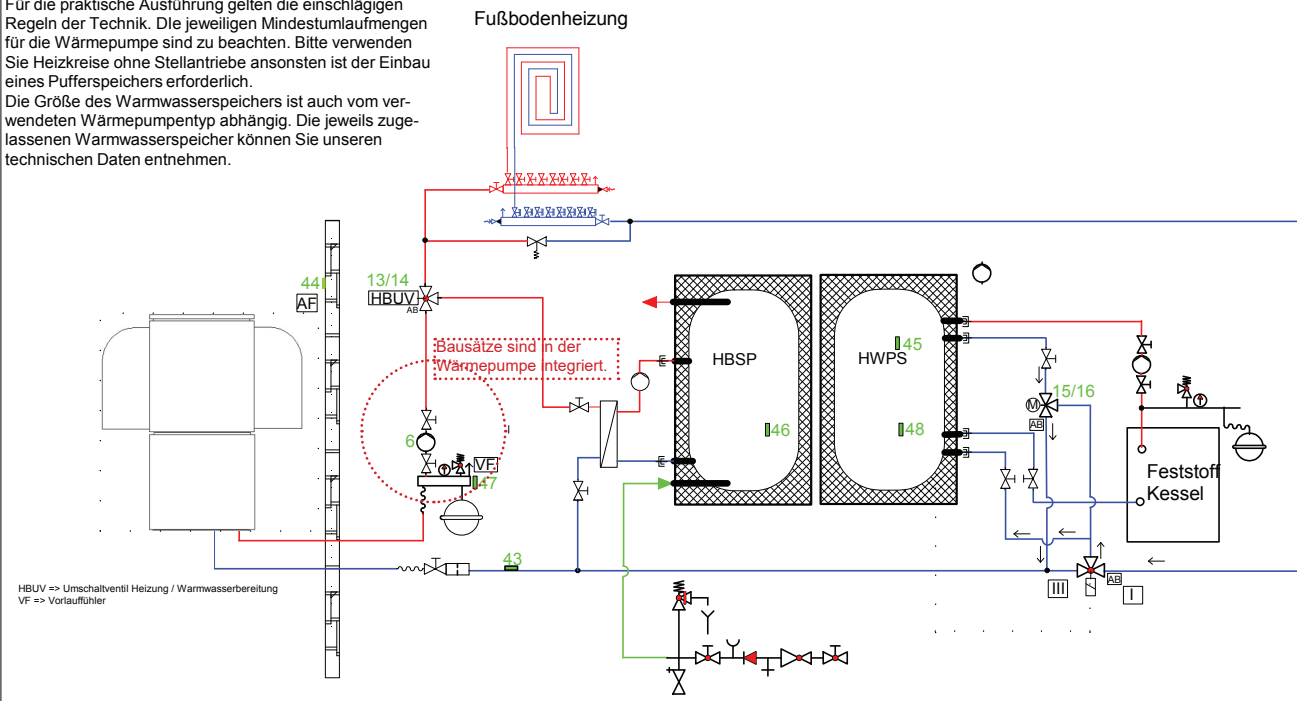 Für die praktische Ausführung gelten die einschlägigen
Regeln der Technik. DIe jeweiligen Mindestumlaufmengen
für die Wärmepumpe sind zu beachten. Bitte verwenden
Sie Heizkreise ohne Stellantriebe ansonsten ist der Einbau
eines Pufferspeichers erforderlich.
Die Größe des Warmwasserspeichers ist auch vom ver-
wendeten Wärmepumpentyp abhängig. Die jeweils zuge-
lassenen Warmwasserspeicher können Sie unseren
technischen Daten entnehmen.
Fußbodenheizung
44
AF
13/14
HBUV
AB
Bausätze sind in der
Wärmepumpe integriert.
6
VF
47
43
HBSP
46
HWPS
45
48
15/16
M
AB
Feststoff
Kessel
III
AB
I
HBUV => Umschaltventil Heizung / Warmwasserbereitung
VF => Vorlauffühler